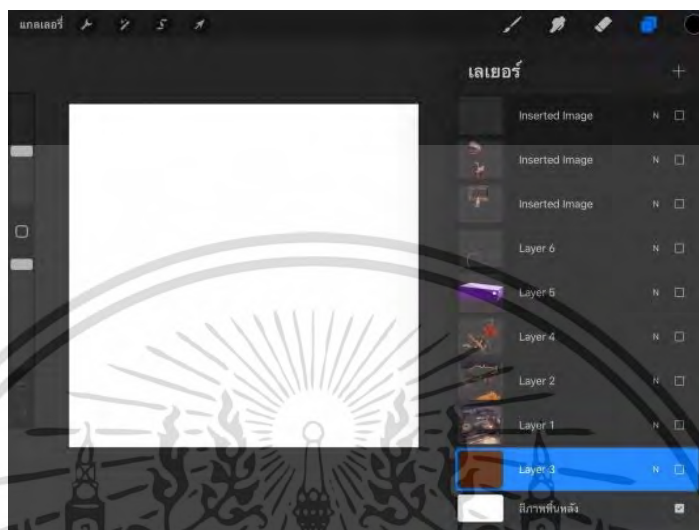 แกลเลอรี่
เลเยอร์
Inserted Image N
Inserted Image N
Inserted Image N
Layer 6 N
Layer 5 N
Layer 4 N
Layer 2 N
Layer 1 N
Layer 3 N
สีภาพพื้นหลัง